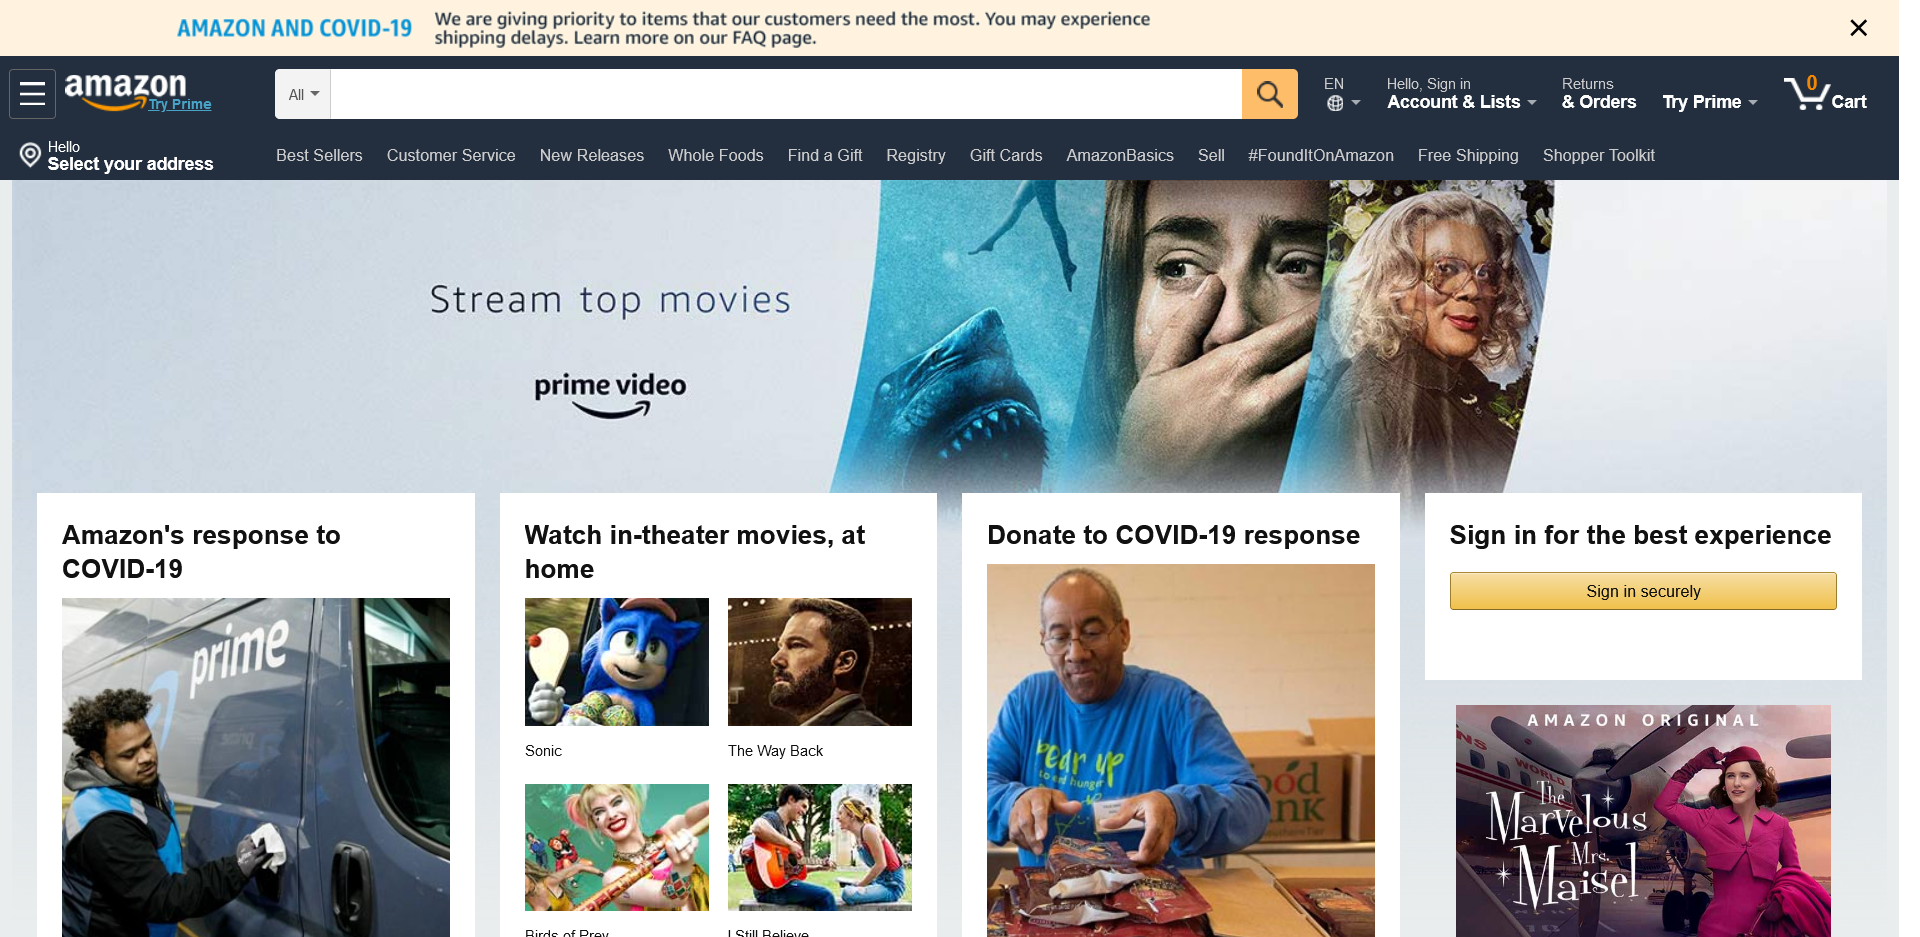 AMAZON AND COVID-19
We are giving priority to items that our customers need the most. You may experience
shipping delays. Learn more on our FAQ page.
amazon
Try Prime
All
EN
Hello, Sign in
Account & Lists
Returns
& Orders
Try Prime
0
Cart
Hello
Select your address
Best Sellers
Customer Service
New Releases
Whole Foods
Find a Gift
Registry
Gift Cards
AmazonBasics
Sell
#FoundItOnAmazon
Free Shipping
Shopper Toolkit
Stream top movies
prime video
Amazon's response to
COVID-19
prime
Watch in-theater movies, at
home
Sonic
The Way Back
Birds of Prey
I Still Believe
Donate to COVID-19 response
to end hunger
Sign in for the best experience
Sign in securely
AMAZON ORIGINAL
WORLD
The
Marvelous
Mrs.
Maisel